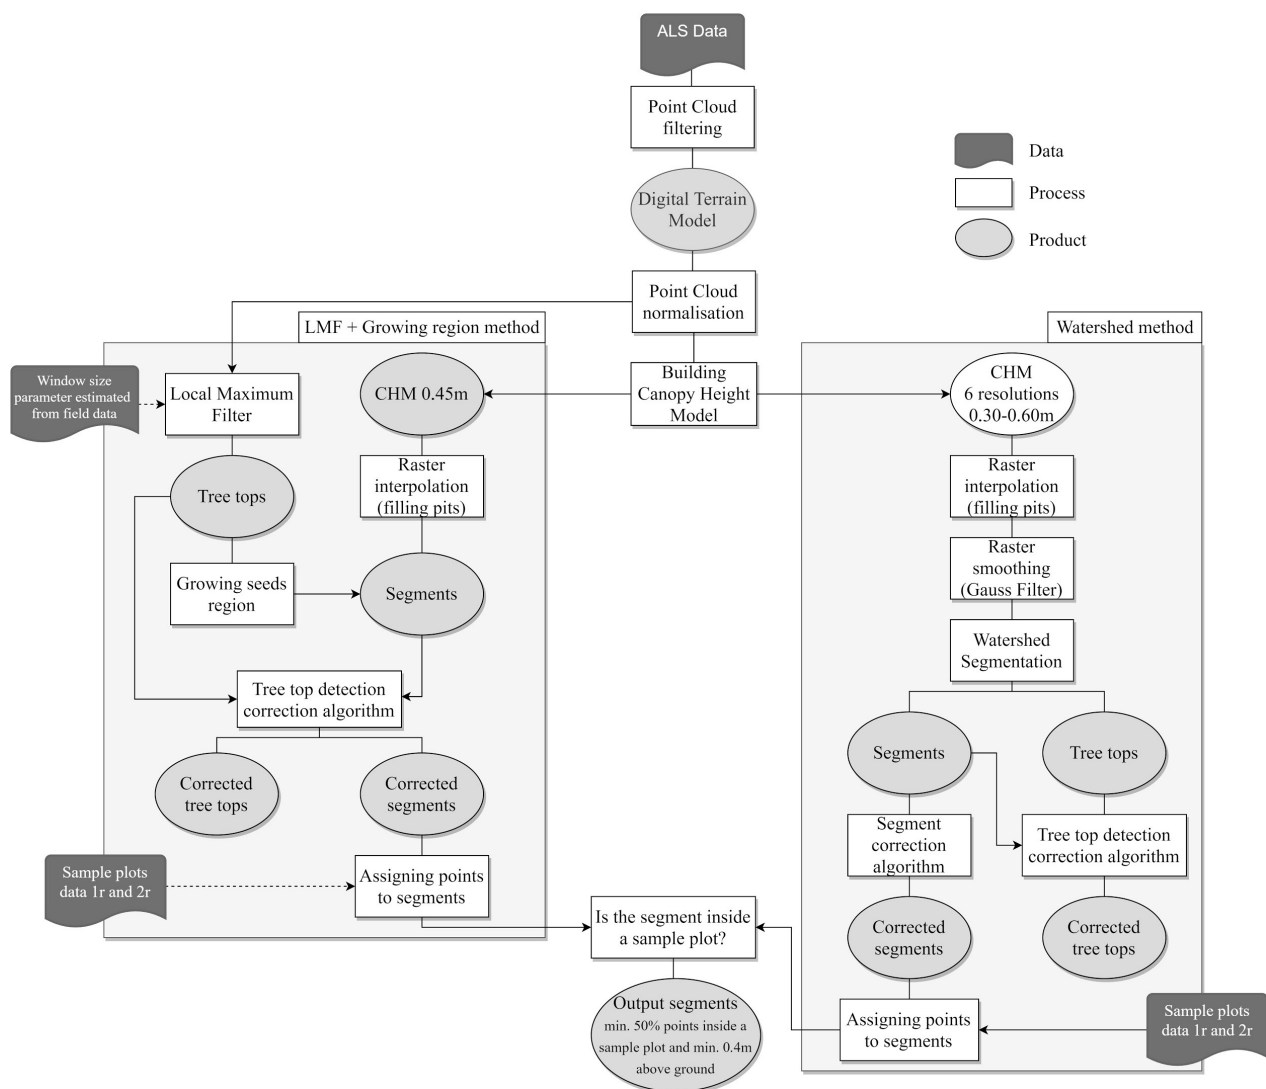 ALS Data
Point Cloud
filtering
Digital Terrain
Model
Point Cloud
normalisation
Building
Canopy Height
Model
Data
Process
Product
LMF + Growing region method
Window size
parameter estimated
from field data
Local Maximum
Filter
CHM 0.45m
Tree tops
Raster
interpolation
(filling pits)
Growing seeds
region
Segments
Tree top detection
correction algorithm
Corrected
tree tops
Corrected
segments
Sample plots
data 1r and 2r
Assigning points
to segments
Watershed method
CHM
6 resolutions
0.30-0.60m
Raster
interpolation
(filling pits)
Raster
smoothing
(Gauss Filter)
Watershed
Segmentation
Segments
Tree tops
Segment
correction
algorithm
Tree top detection
correction algorithm
Corrected
segments
Corrected
tree tops
Assigning points
to segments
Sample plots
data 1r and 2r
Is the segment inside
a sample plot?
Output segments
min. 50% points inside a
sample plot and min. 0.4m
above ground